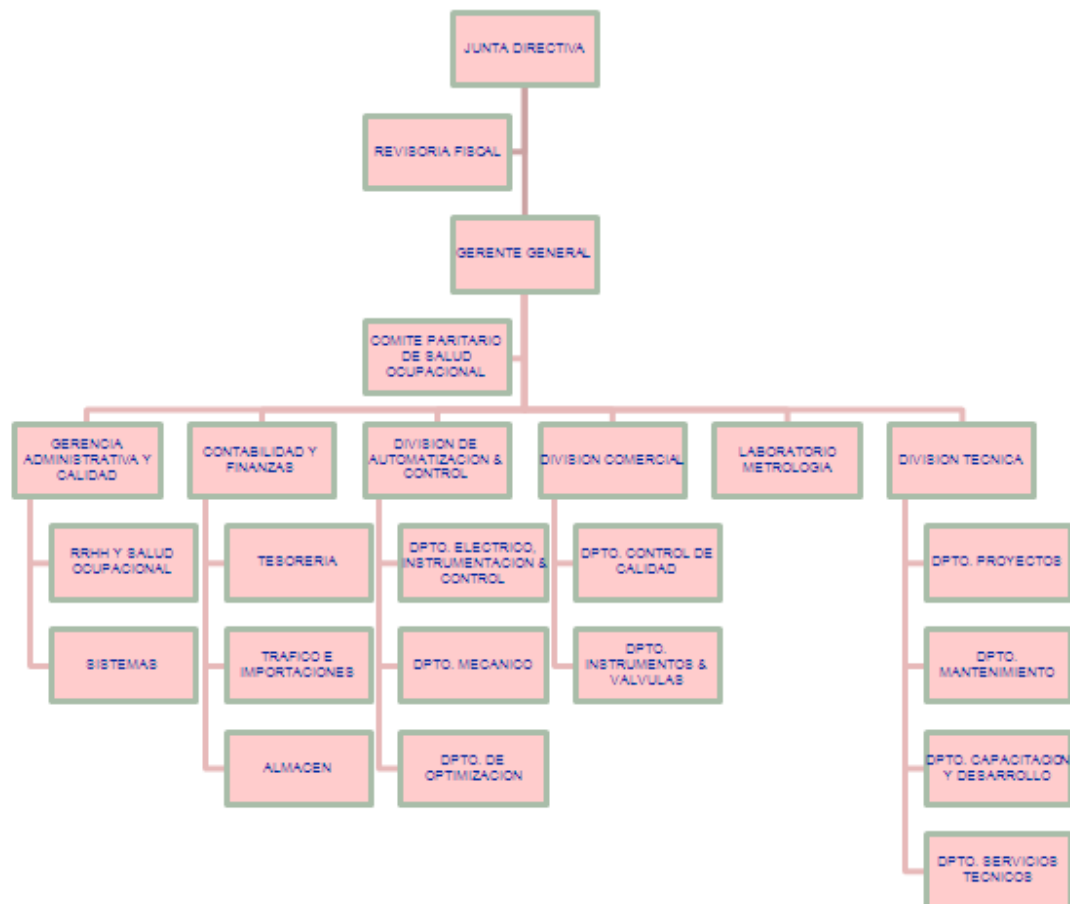 JUNTA DIRECTIVA
REVISORIA FISCAL
GERENTE GENERAL
COMITE PARITARIO
DE SALUD
OCUPACIONAL
GERENCIA
ADMINISTRATIVA Y
CALIDAD
CONTABILIDAD Y
FINANZAS
DIVISION DE
AUTOMATIZACION &
CONTROL
DIVISION COMERCIAL
LABORATORIO
METROLOGIA
DIVISION TECNICA
RRHH Y SALUD
OCUPACIONAL
TESORERIA
DPTO. ELECTRICO,
INSTRUMENTACION &
CONTROL
DPTO. CONTROL DE
CALIDAD
DPTO. PROYECTOS
SISTEMAS
TRAFICO E
IMPORTACIONES
DPTO. MECANICO
DPTO.
INSTRUMENTOS &
VALVULAS
DPTO.
MANTENIMIENTO
ALMACEN
DPTO. DE
OPTIMIZACION
DPTO. CAPACITACION
Y DESARROLLO
DPTO. SERVICIOS
TECNICOS